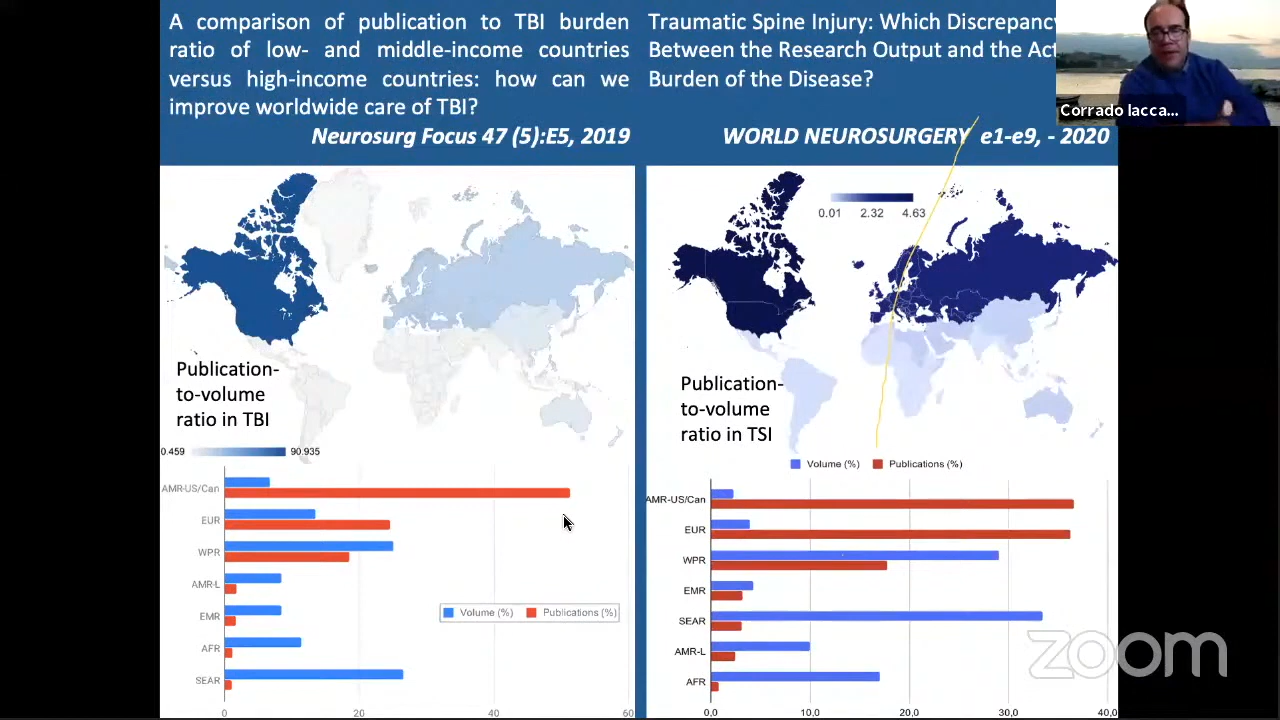 A comparison of publication to TBI burden
ratio of low- and middle-income countries
versus high-income countries: how can we
improve worldwide care of TBI?
Neurosurg Focus 47 (5):E5, 2019
Traumatic Spine Injury: Which Discrepancy
Between the Research Output and the Act
Burden of the Disease?
WORLD NEUROSURGERY e1-e9, - 2020
Corrado Iacca...
Publication-
to-volume
ratio in TBI
0.459
90.935
AMR-US/Can
EUR
WPR
AMR-L
EMR
AFR
SEAR
Volume (%)
Publications (%)
0
20
40
60
0.01
2.32
4.63
Publication-
to-volume
ratio in TSI
Volume (%)
Publications (%)
AMR-US/Can
EUR
WPR
EMR
SEAR
AMR-L
AFR
0,0
10,0
20,0
30,0
40,0
zoom